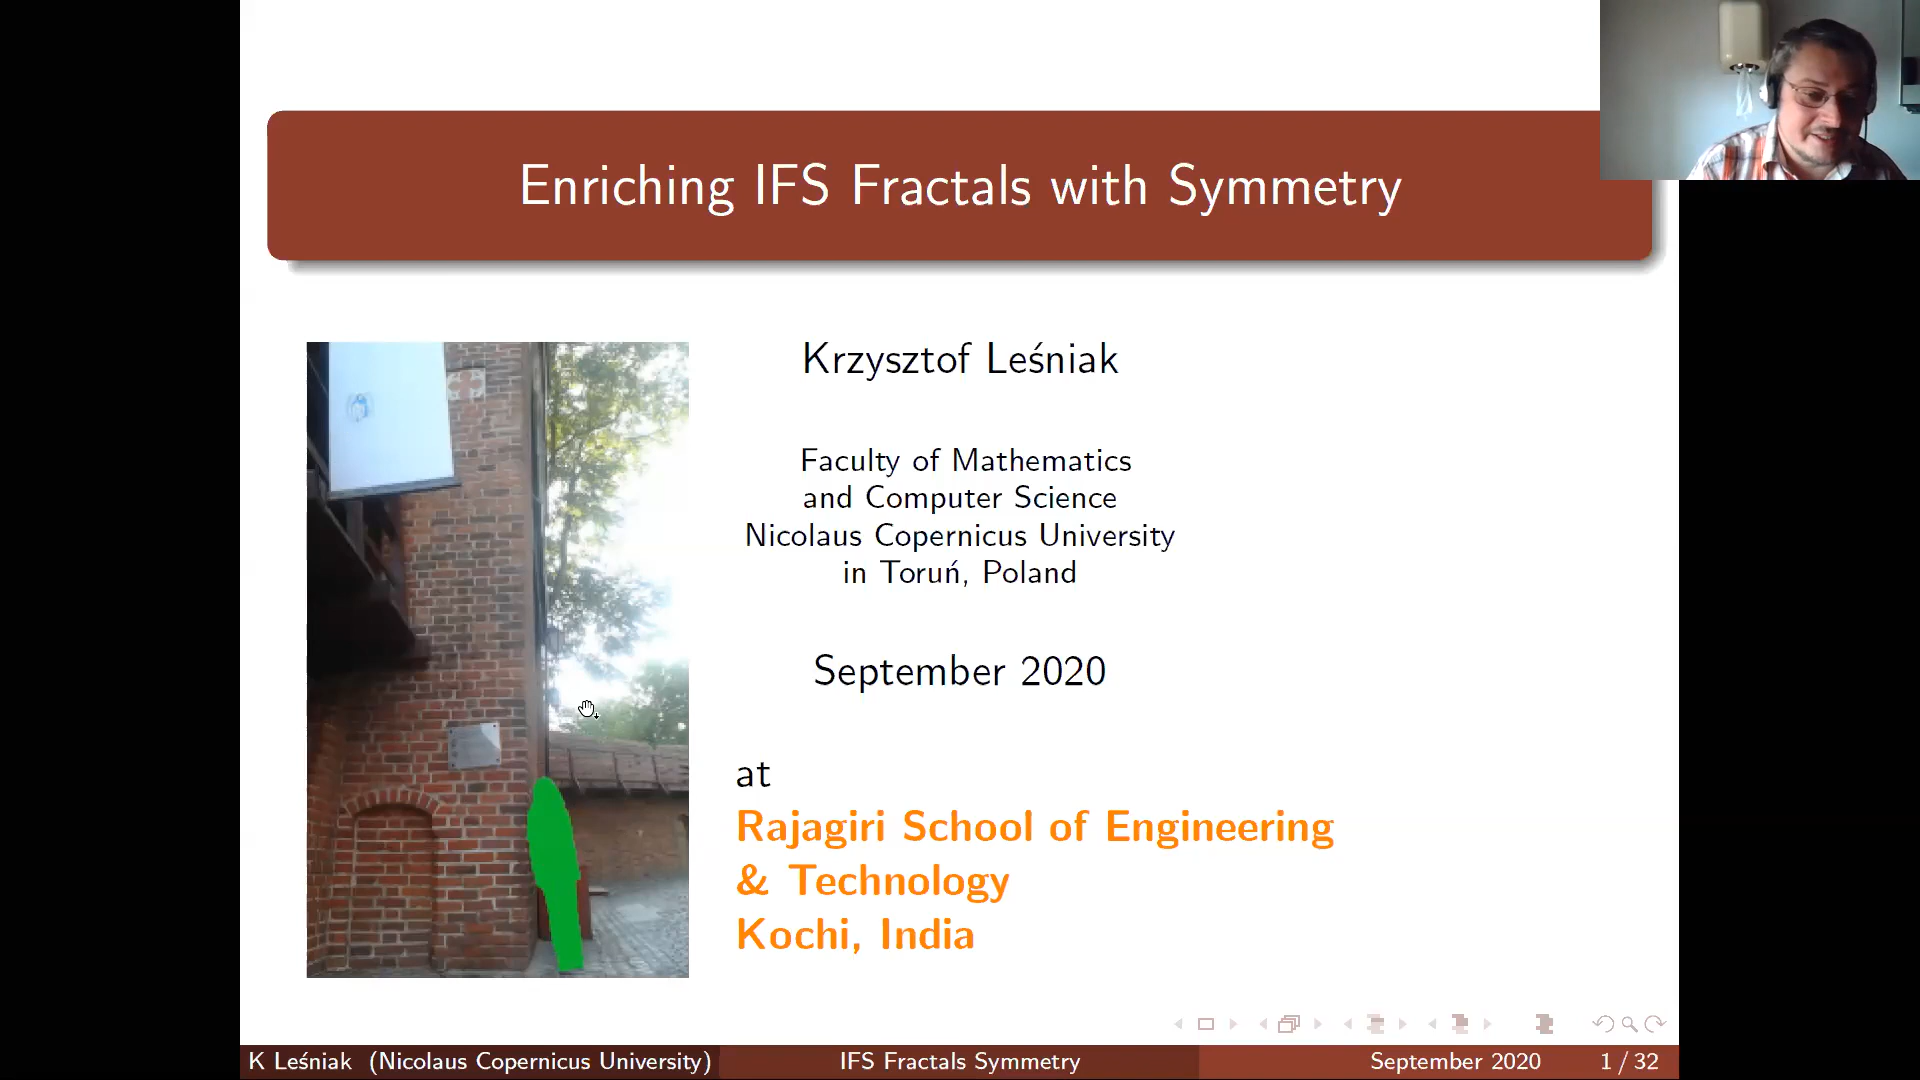 Enriching IFS Fractals with Symmetry
Krzysztof Leśniak
Faculty of Mathematics
and Computer Science
Nicolaus Copernicus University
in Toruń, Poland
September 2020
at
Rajagiri School of Engineering
& Technology
Kochi, India
K Leśniak (Nicolaus Copernicus University)
IFS Fractals Symmetry
September 2020
1 / 32